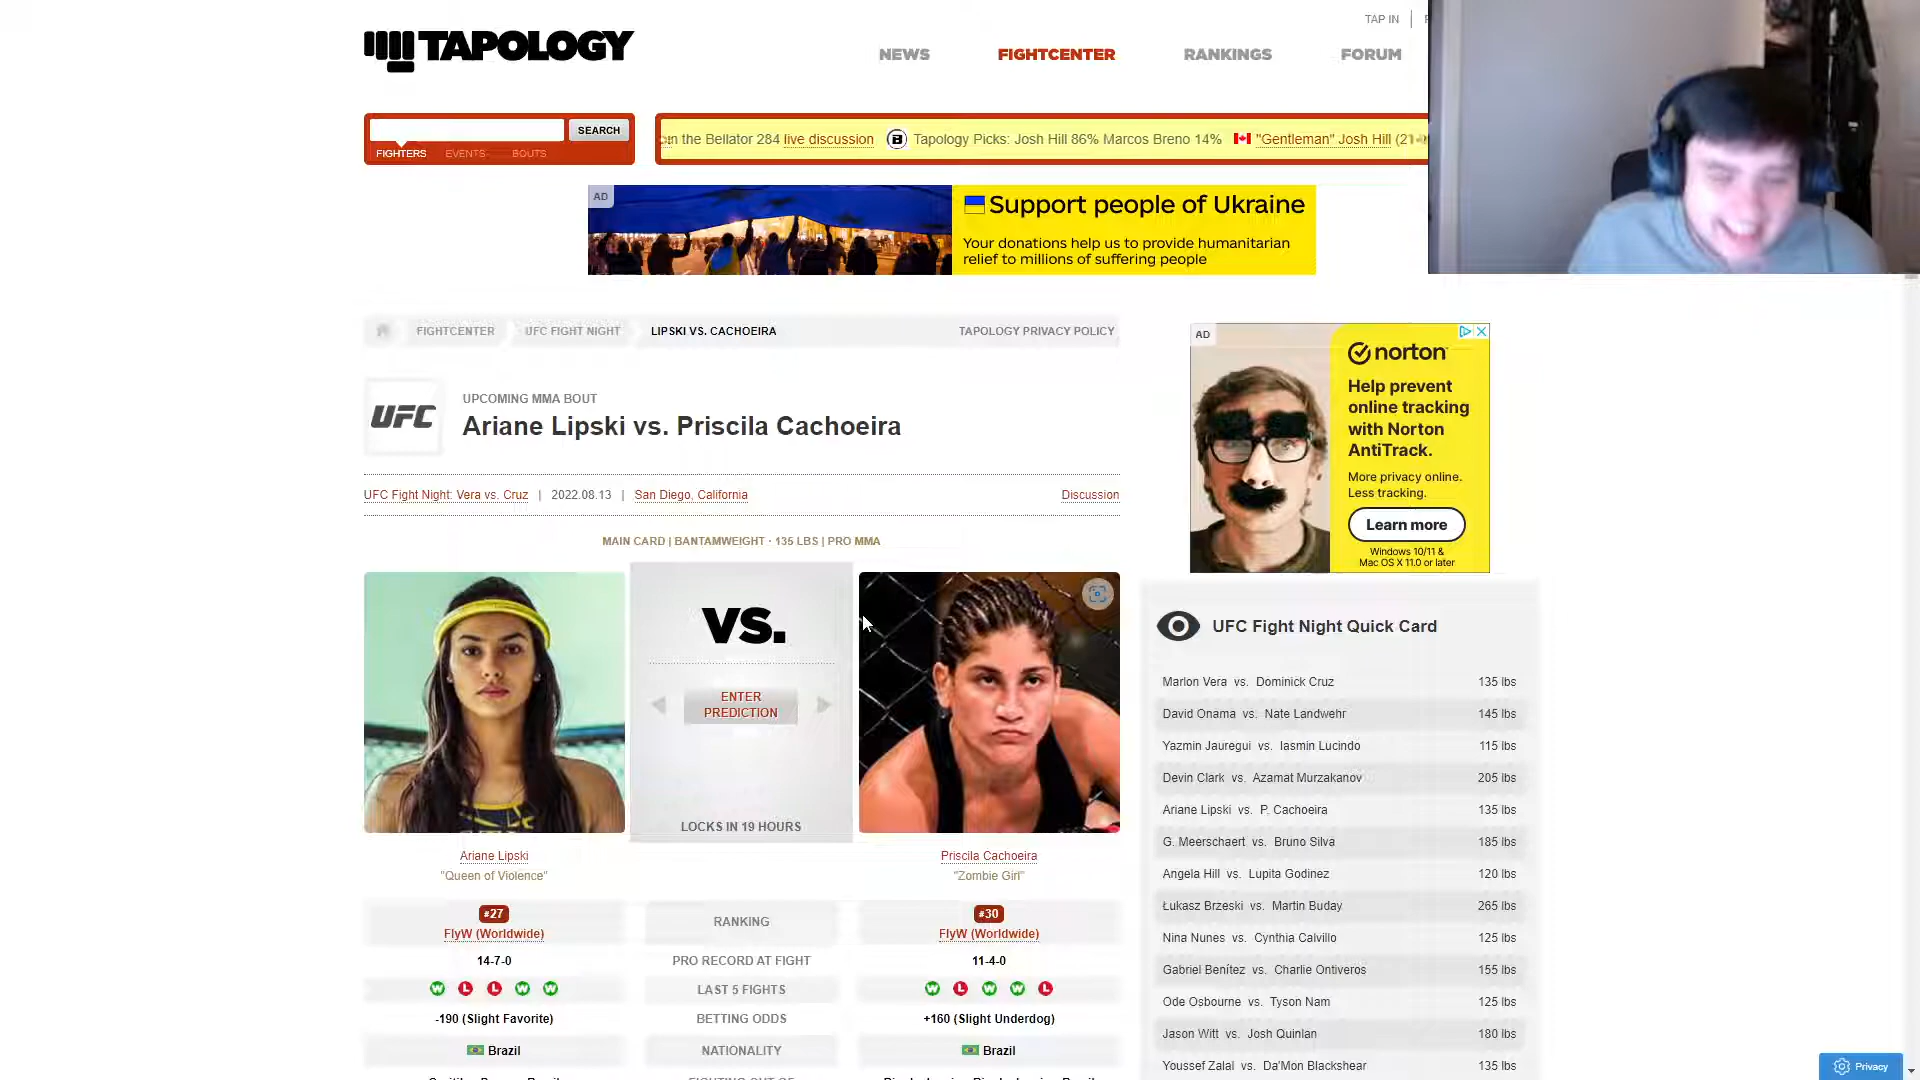 TAP IN
TAPOLOGY
NEWS
FIGHTCENTER
RANKINGS
FORUM
SEARCH
FIGHTERS
EVENTS
BOUTS
the Bellator 284 live discussion
Tapology Picks: Josh Hill 86% Marcos Breno 14%
"Gentleman" Josh Hill
AD
Support people of Ukraine
Your donations help us to provide humanitarian
relief to millions of suffering people
FIGHTCENTER
UFC FIGHT NIGHT
LIPSKI VS. CACHOEIRA
TAPOLOGY PRIVACY POLICY
UFC
UPCOMING MMA BOUT
Ariane Lipski vs. Priscila Cachoeira
UFC Fight Night: Vera vs. Cruz | 2022.08.13 | San Diego, California
Discussion
MAIN CARD | BANTAMWEIGHT · 135 LBS | PRO MMA
VS.
ENTER
PREDICTION
LOCKS IN 19 HOURS
Ariane Lipski
"Queen of Violence"
Priscila Cachoeira
"Zombie Girl"
#27
FlyW (Worldwide)
RANKING
#30
FlyW (Worldwide)
14-7-0
PRO RECORD AT FIGHT
11-4-0
W L L W W
LAST 5 FIGHTS
W L W W L
-190 (Slight Favorite)
BETTING ODDS
+160 (Slight Underdog)
Brazil
NATIONALITY
Brazil
AD
norton
Help prevent
online tracking
with Norton
AntiTrack.
More privacy online.
Less tracking.
Learn more
Windows 10/11 &
Mac OS X 11.0 or later
UFC Fight Night Quick Card
Marlon Vera vs. Dominick Cruz 135 lbs
David Onama vs. Nate Landwehr 145 lbs
Yazmin Jauregui vs. Iasmin Lucindo 115 lbs
Devin Clark vs. Azamat Murzakanov 205 lbs
Ariane Lipski vs. P. Cachoeira 135 lbs
G. Meerschaert vs. Bruno Silva 185 lbs
Angela Hill vs. Lupita Godinez 120 lbs
Łukasz Brzeski vs. Martin Buday 265 lbs
Nina Nunes vs. Cynthia Calvillo 125 lbs
Gabriel Benítez vs. Charlie Ontiveros 155 lbs
Ode Osbourne vs. Tyson Nam 125 lbs
Jason Witt vs. Josh Quinlan 180 lbs
Youssef Zalal vs. Da'Mon Blackshear 135 lbs
Privacy